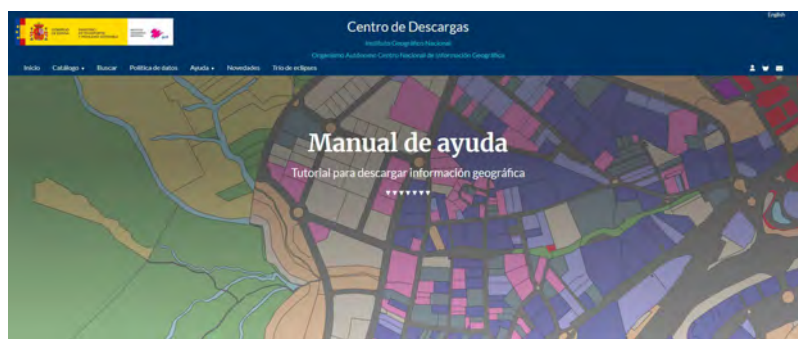 English
Centro de Descargas
Instituto Geográfico Nacional
Organismo Autónomo Centro Nacional de Información Geográfica
Inicio Catálogo Buscar Política de datos Ayuda Novedades Trío de eclipses
Manual de ayuda
Tutorial para descargar información geográfica